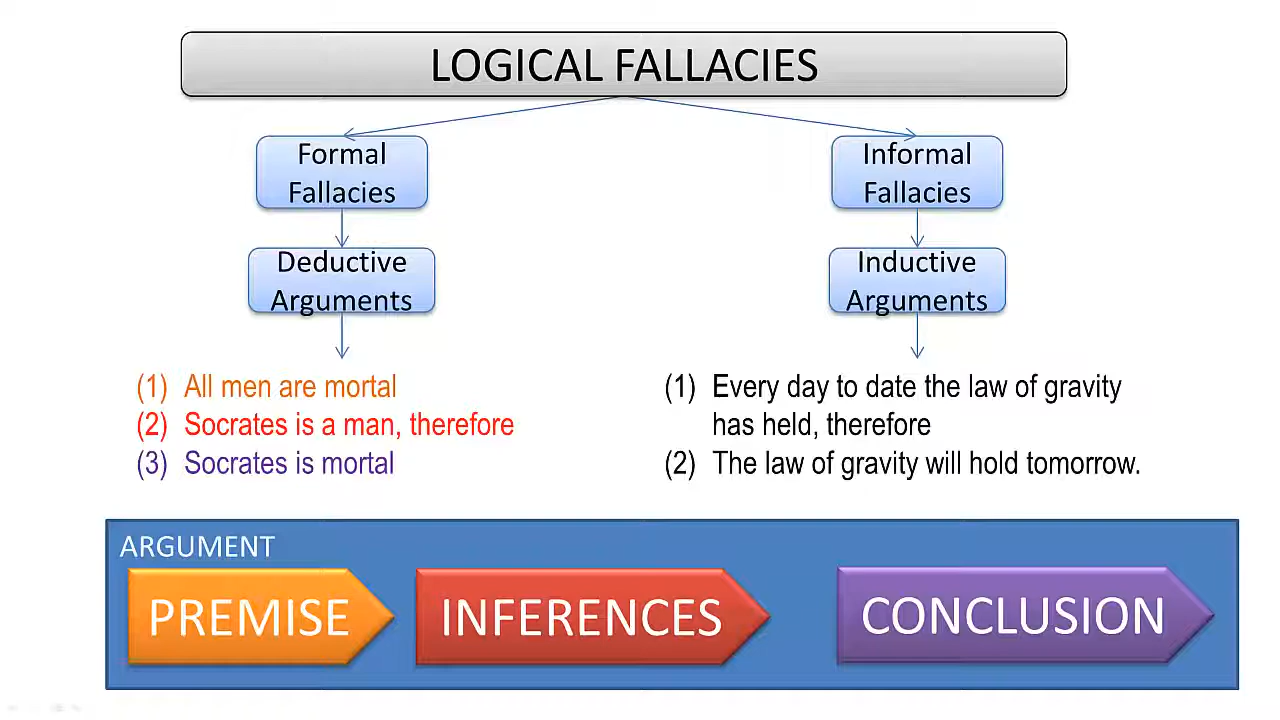 LOGICAL FALLACIES
Formal
Fallacies
Informal
Fallacies
Deductive
Arguments
Inductive
Arguments
(1) All men are mortal
(2) Socrates is a man, therefore
(3) Socrates is mortal
(1) Every day to date the law of gravity
has held, therefore
(2) The law of gravity will hold tomorrow.
ARGUMENT
PREMISE
INFERENCES
CONCLUSION